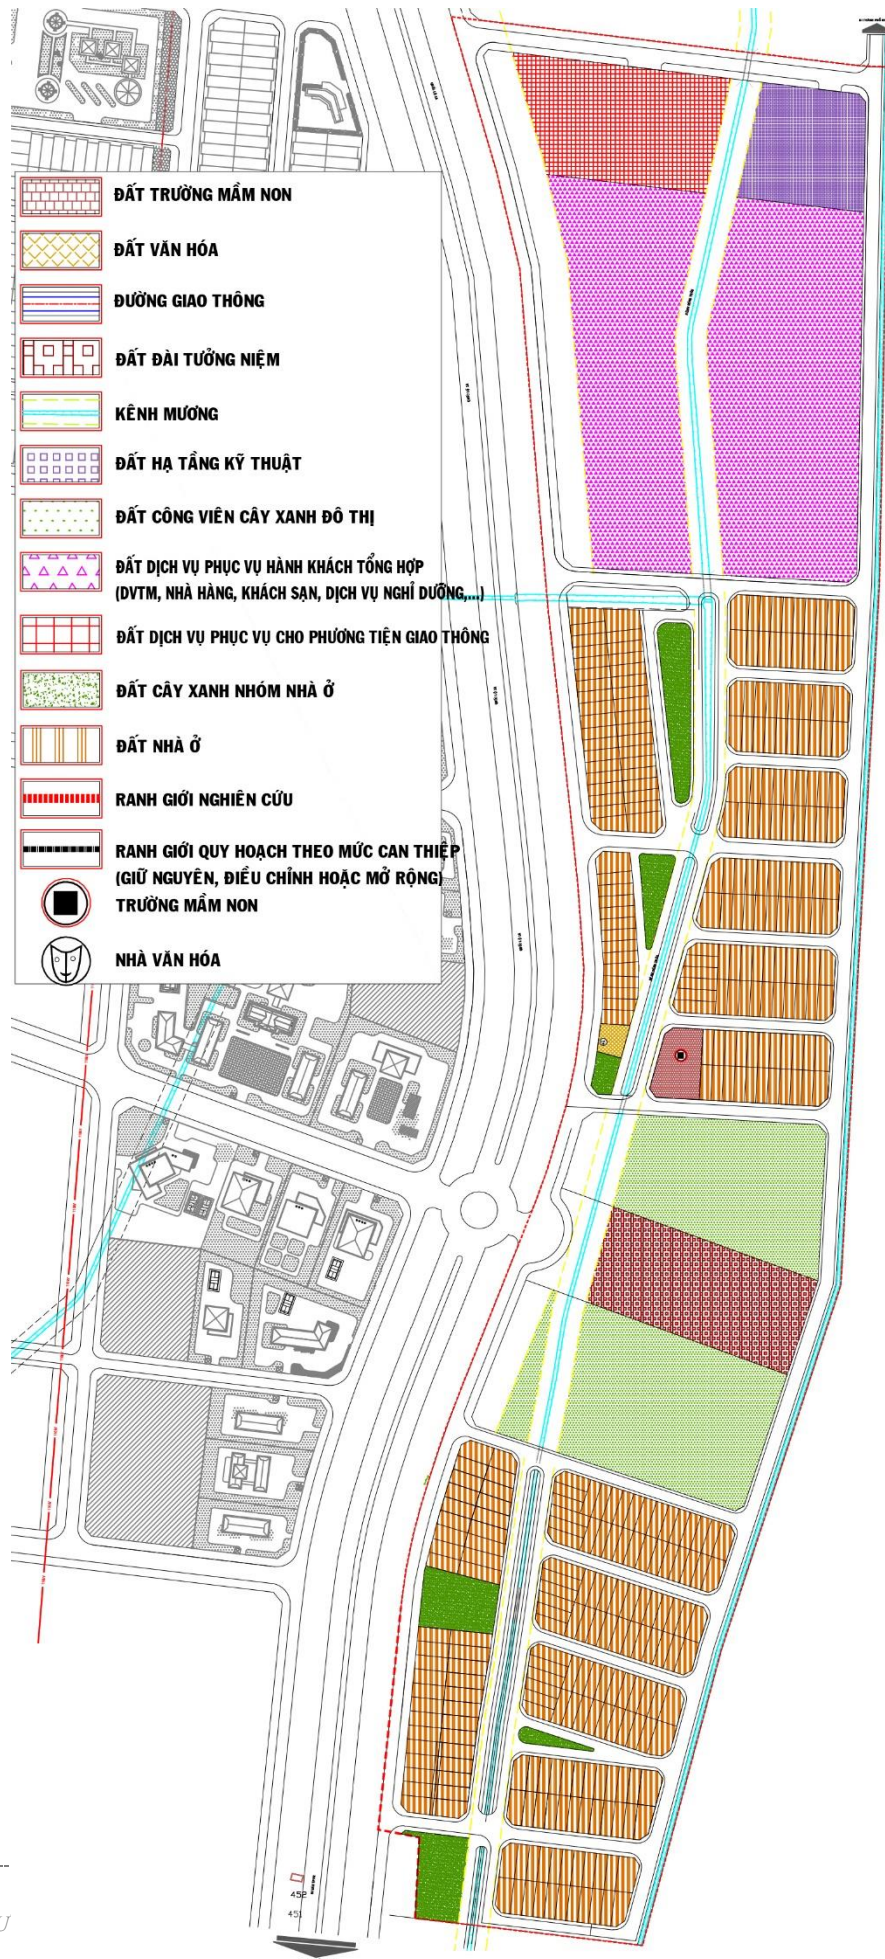 ĐẤT TRƯỜNG MẦM NON
ĐẤT VĂN HÓA
ĐƯỜNG GIAO THÔNG
ĐẤT ĐÀI TƯỞNG NIỆM
KÊNH MƯƠNG
ĐẤT HẠ TẦNG KỸ THUẬT
ĐẤT CÔNG VIÊN CÂY XANH ĐÔ THỊ
ĐẤT DỊCH VỤ PHỤC VỤ HÀNH KHÁCH TỔNG HỢP
(DVTM, NHÀ HÀNG, KHÁCH SẠN, DỊCH VỤ NGHỈ DƯỠNG,...)
ĐẤT DỊCH VỤ PHỤC VỤ CHO PHƯƠNG TIỆN GIAO THÔNG
ĐẤT CÂY XANH NHÓM NHÀ Ở
ĐẤT NHÀ Ở
RANH GIỚI NGHIÊN CỨU
RANH GIỚI QUY HOẠCH THEO MỨC CAN THIỆP
(GIỮ NGUYÊN, ĐIỀU CHỈNH HOẶC MỞ RỘNG)
TRƯỜNG MẦM NON
NHÀ VĂN HÓA
452
451